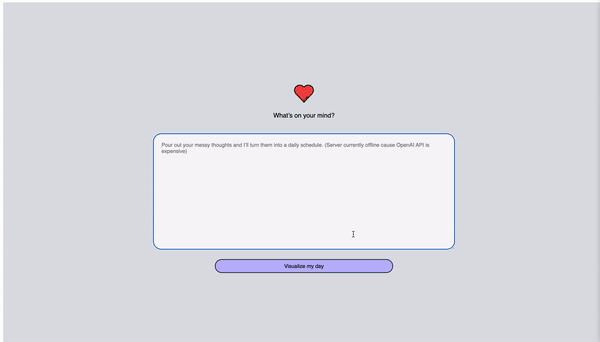 What's on your mind?
Pour out your messy thoughts and I'll turn them into a daily schedule. (Server currently offline cause OpenAI API is
expensive)
Visualize my day